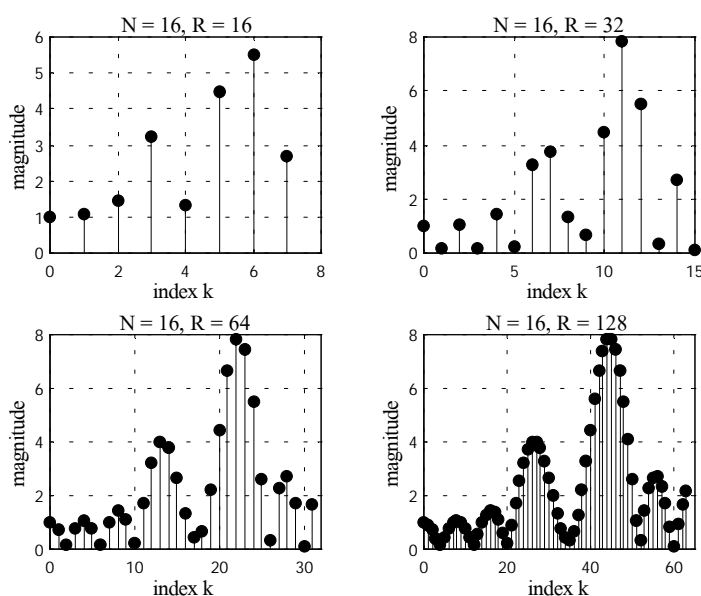 N = 16, R = 16
6
5
4
3
2
1
0
magnitude
0 2 4 6 8
index k
N = 16, R = 32
8
6
4
2
0
magnitude
0 5 10 15
index k
N = 16, R = 64
8
6
4
2
0
magnitude
0 10 20 30
index k
N = 16, R = 128
8
6
4
2
0
magnitude
0 20 40 60
index k